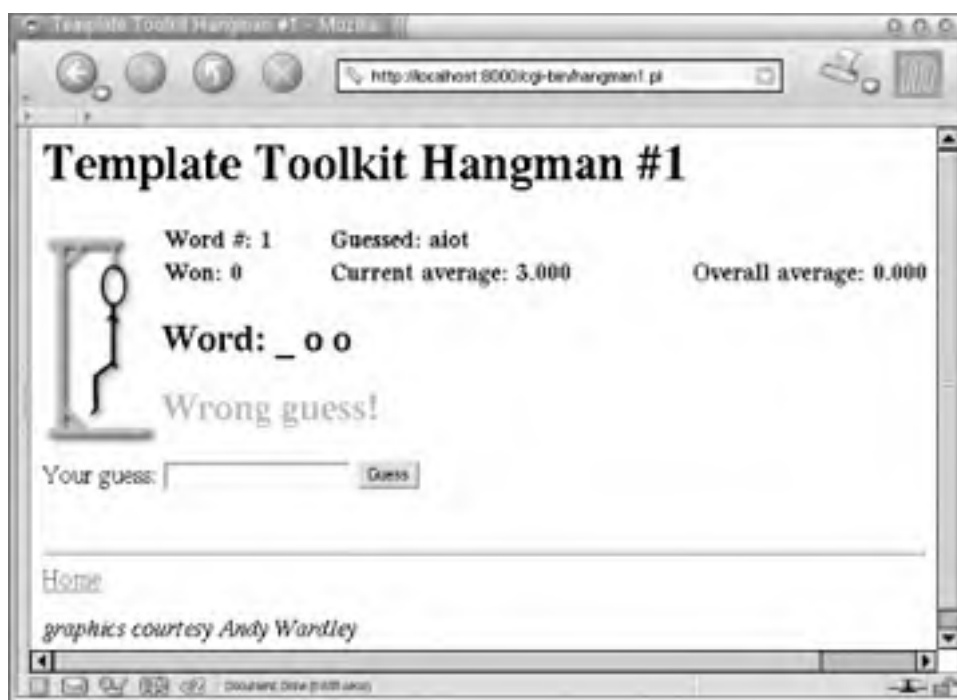 Template Toolkit Hangman #1 - Mozilla
http://localhost:8000/cgi-bin/hangman1.pl
Template Toolkit Hangman #1
Word #: 1 Guessed: aiot
Won: 0 Current average: 3.000 Overall average: 0.000
Word: _ o o
Wrong guess!
Your guess: Guess
Home
graphics courtesy Andy Wardley
Document: Done